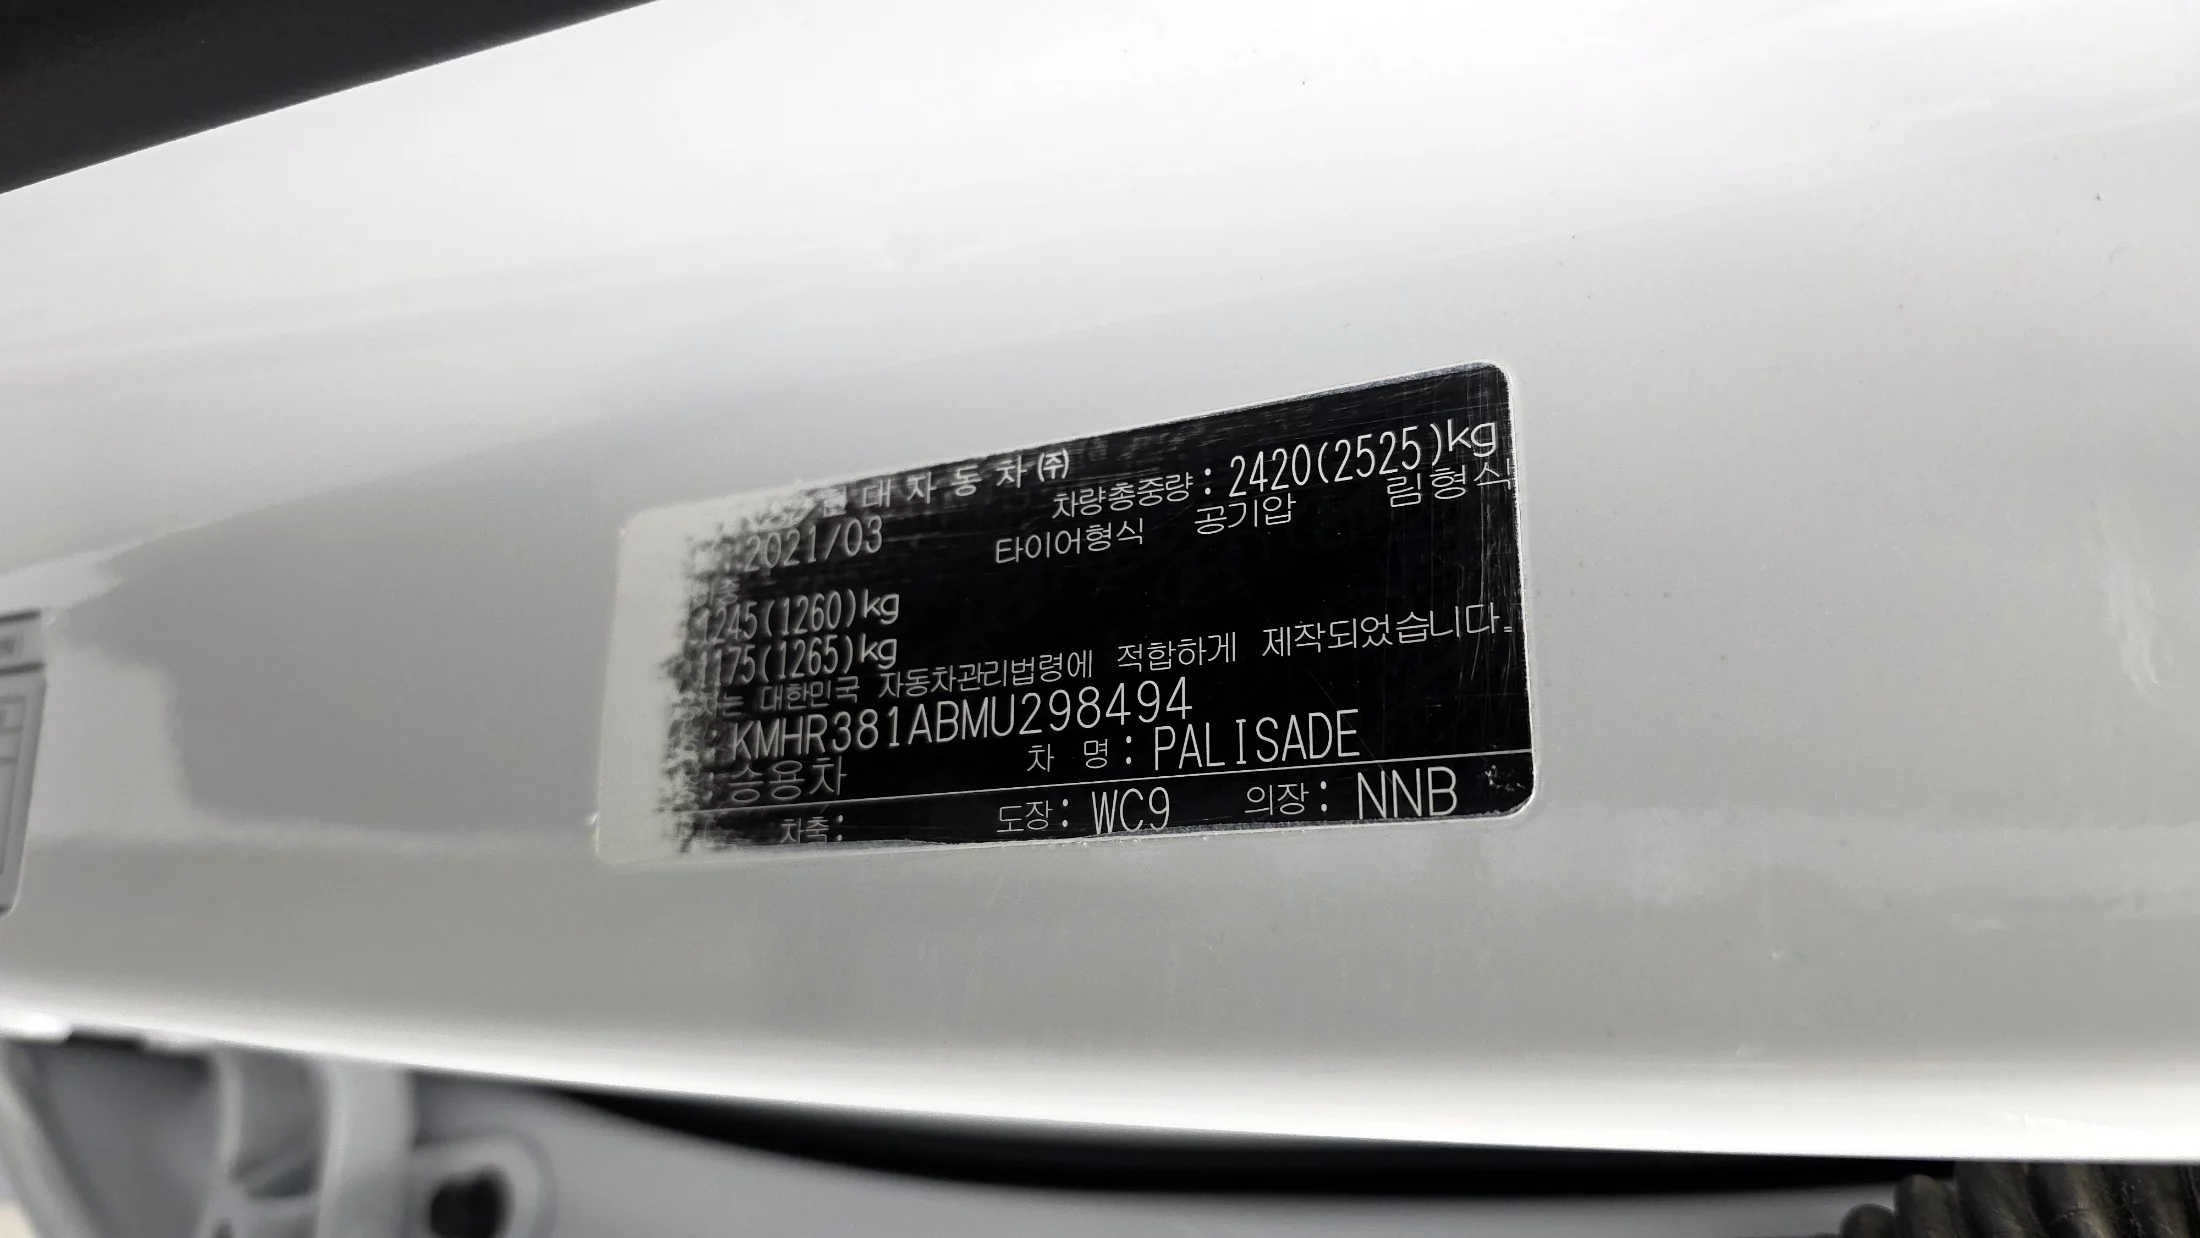 현대자동차㈜
2021/03 차량총중량: 2420(2525)kg
타이어형식 공기압 림형식
1245(1260)kg
1175(1265)kg
대한민국 자동차관리법령에 적합하게 제작되었습니다.
: KMHR381ABMU298494
: 승용차 차 명: PALISADE
차축: 도장: WC9 의장: NNB